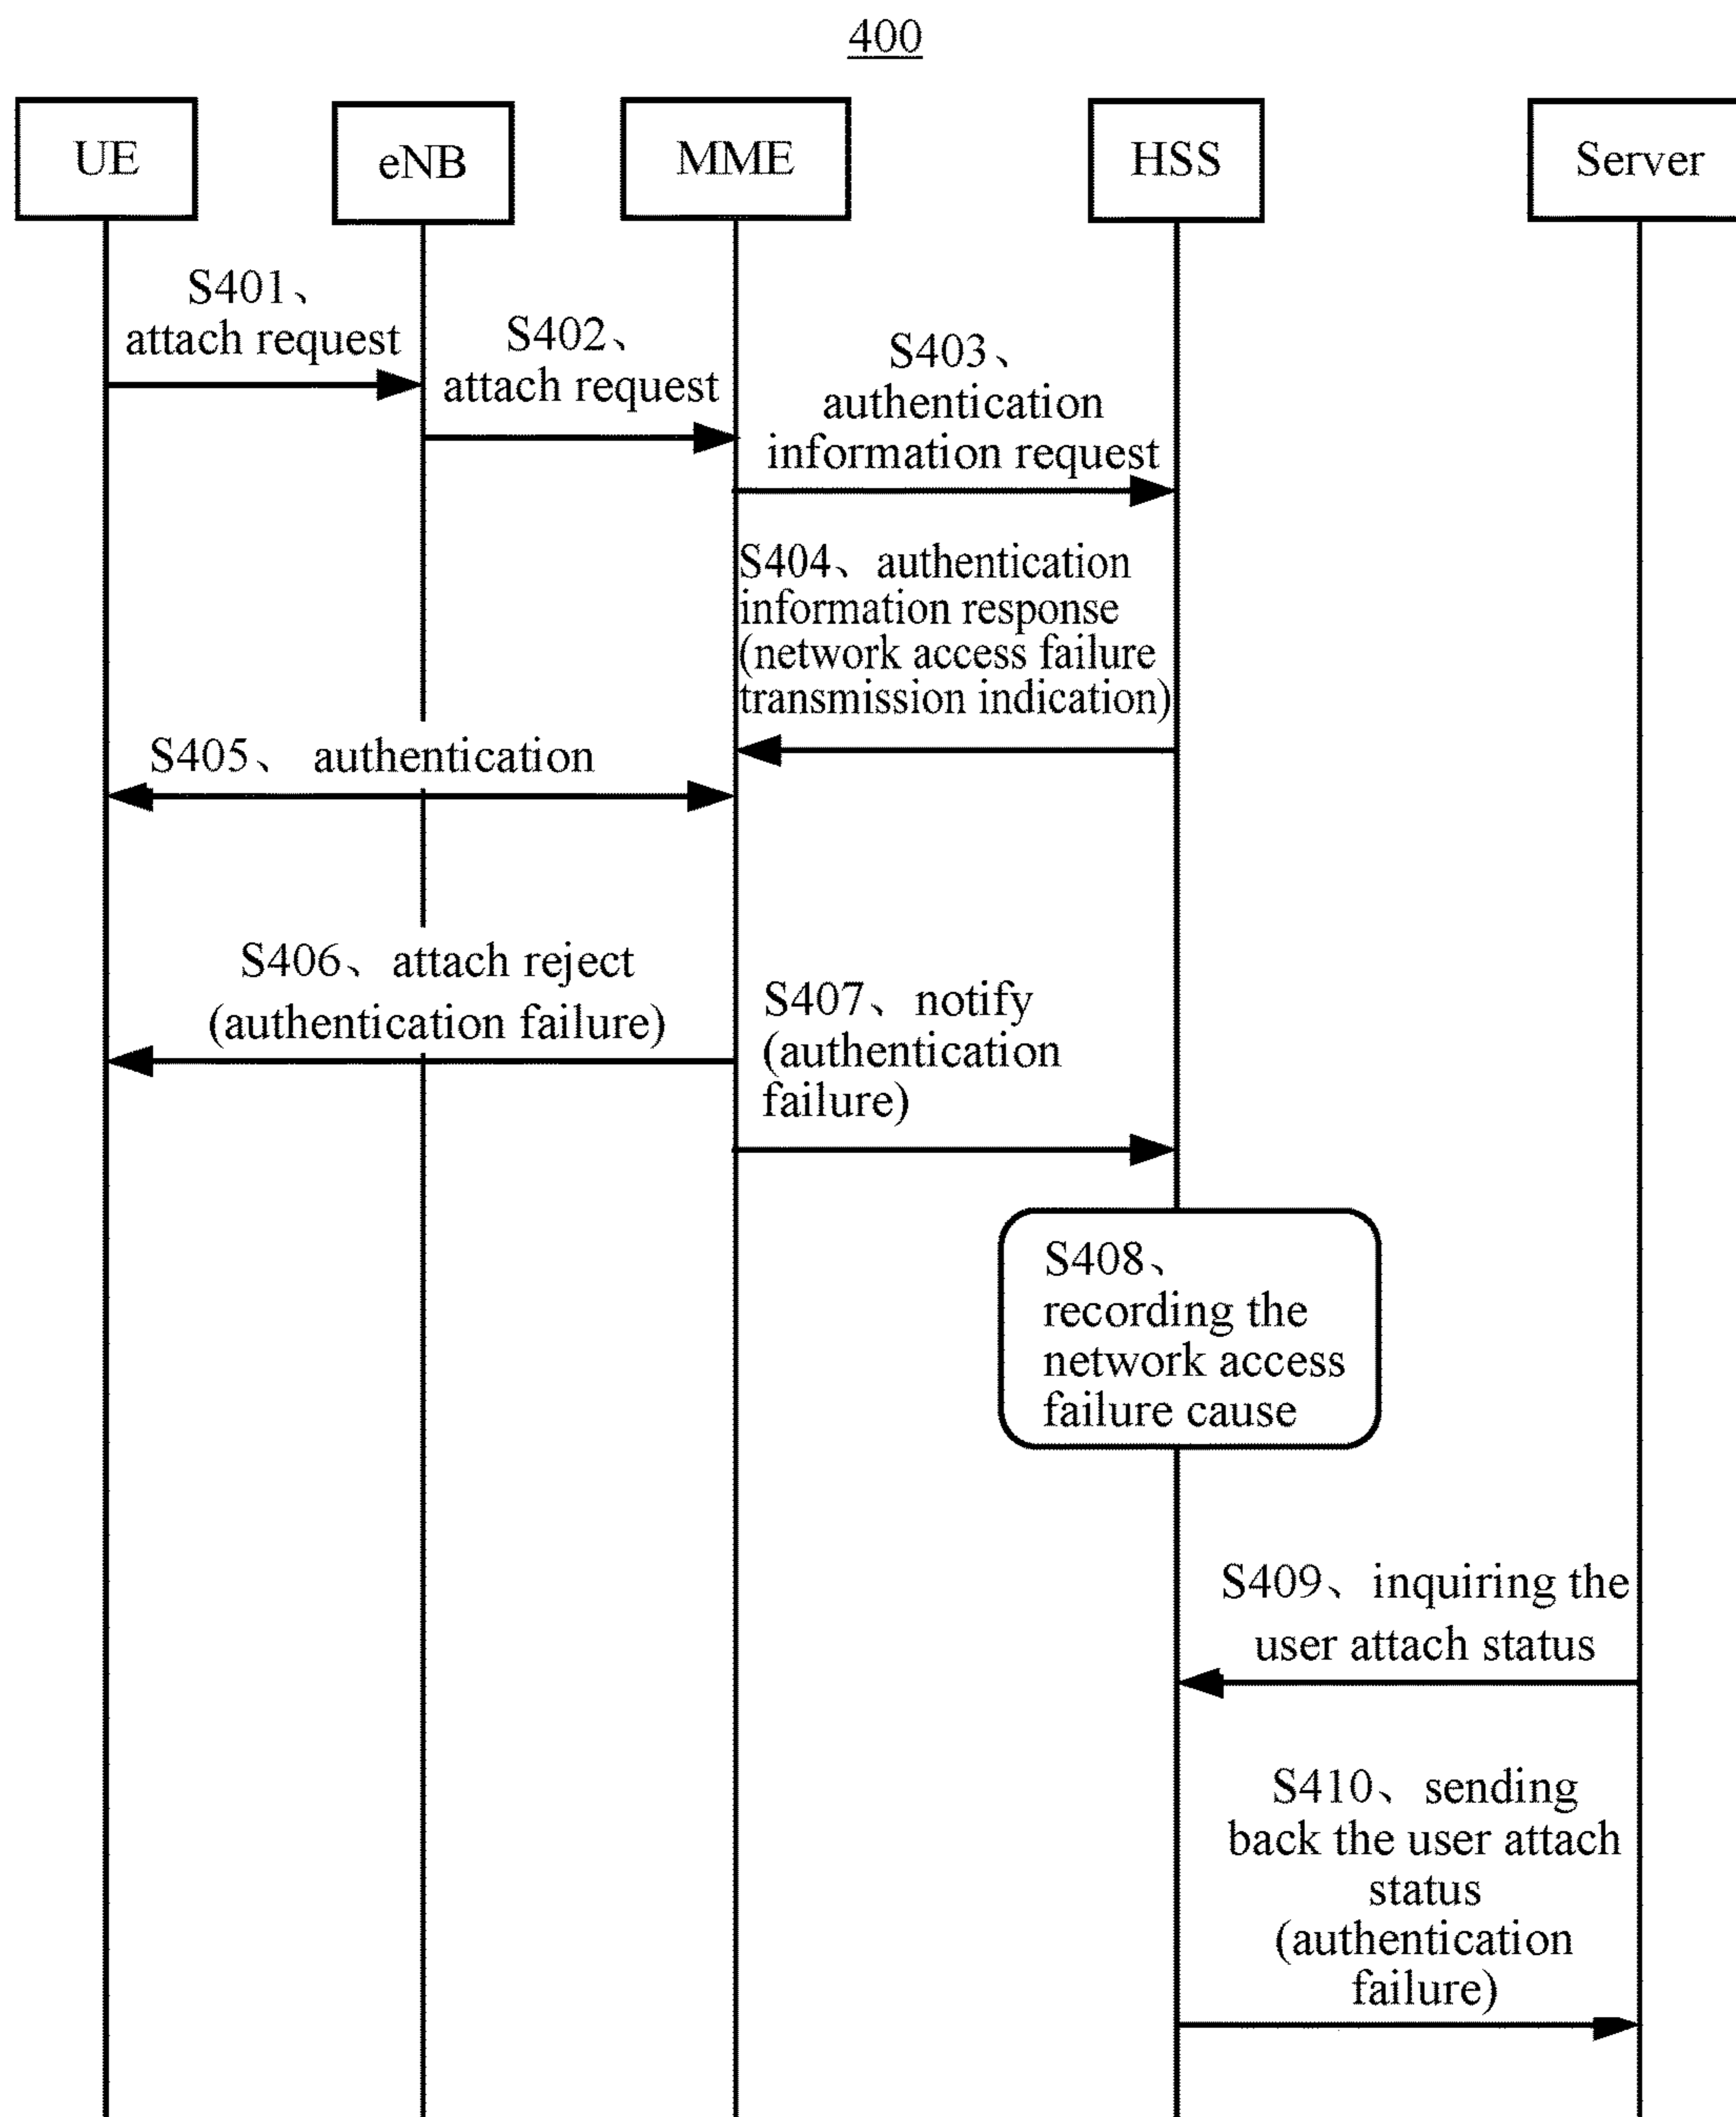 400
UE
eNB
MME
HSS
Server
S401、
attach request
S402、
attach request
S403、
authentication
information request
S404、authentication
information response
(network access failure
transmission indication)
S405、 authentication
S406、attach reject
(authentication failure)
S407、notify
(authentication
failure)
S408、
recording the
network access
failure cause
S409、inquiring the
user attach status
S410、sending
back the user attach
status
(authentication
failure)